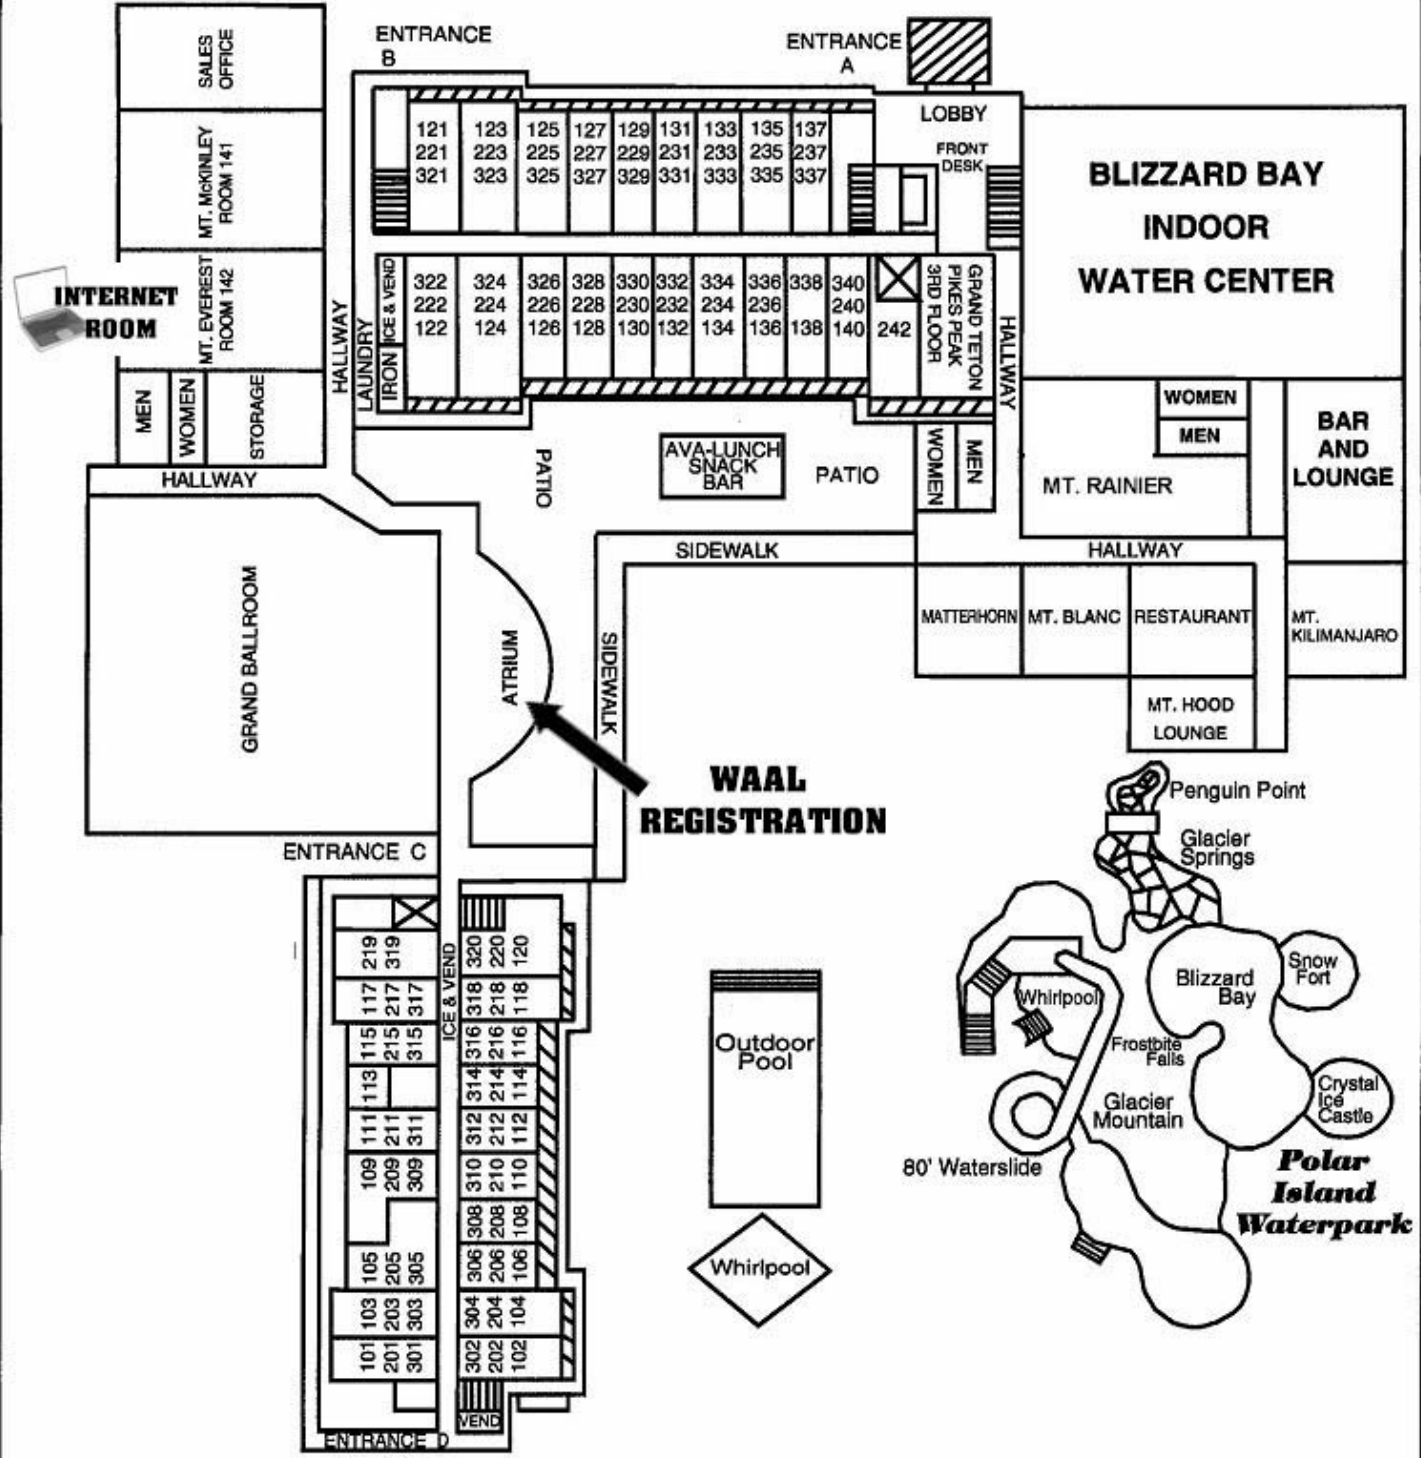 ENTRANCE
B
ENTRANCE
A
SALES
OFFICE
MT. McKINLEY
ROOM 141
MT. EVEREST
ROOM 142
INTERNET
ROOM
MEN
WOMEN
STORAGE
HALLWAY
HALLWAY
LAUNDRY
ICE & VEND
IRON
121 123 125 127 129 131 133 135 137
221 223 225 227 229 231 233 235 237
321 323 325 327 329 331 333 335 337
322 324 326 328 330 332 334 336 338 340
222 224 226 228 230 232 234 236 240
122 124 126 128 130 132 134 136 138 140 242
LOBBY
FRONT
DESK
GRAND TETON
PIKES PEAK
3RD FLOOR
HALLWAY
BLIZZARD BAY
INDOOR
WATER CENTER
WOMEN
MEN
BAR
AND
LOUNGE
MT. RAINIER
WOMEN
MEN
PATIO
AVA-LUNCH
SNACK
BAR
PATIO
SIDEWALK
HALLWAY
MATTERHORN
MT. BLANC
RESTAURANT
MT.
KILIMANJARO
MT. HOOD
LOUNGE
GRAND BALLROOM
ATRIUM
SIDEWALK
WAAL
REGISTRATION
ENTRANCE C
219 319
117 217 317
115 215 315
113
111 211 311
109 209 309
105 205 305
103 203 303
101 201 301
ICE & VEND
320 220 120
318 218 118
316 216 116
314 214 114
312 212 112
310 210 110
308 208 108
306 206 106
304 204 104
302 202 102
VEND
ENTRANCE D
Outdoor
Pool
Whirlpool
Penguin Point
Glacier
Springs
Blizzard
Bay
Snow
Fort
Whirlpool
Frostbite
Falls
Glacier
Mountain
Crystal
Ice
Castle
80' Waterslide
Polar
Island
Waterpark